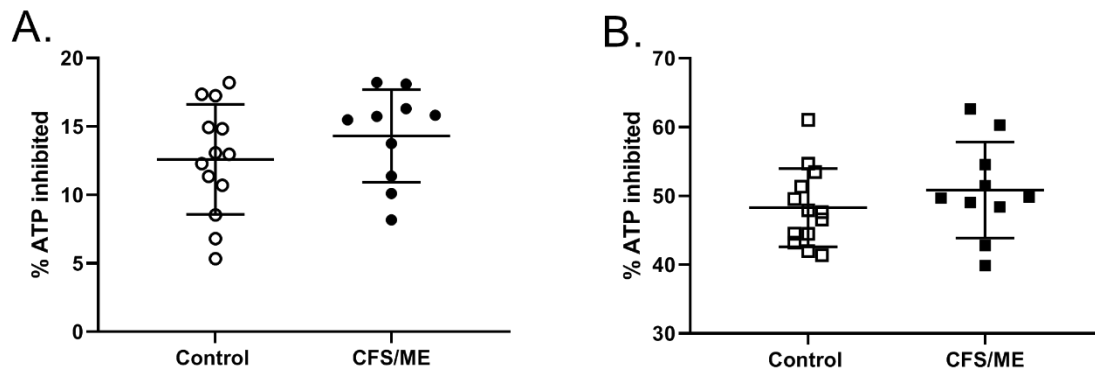 A.
% ATP inhibited
20
15
10
5
0
Control CFS/ME
B.
% ATP inhibited
70
60
50
40
30
Control CFS/ME